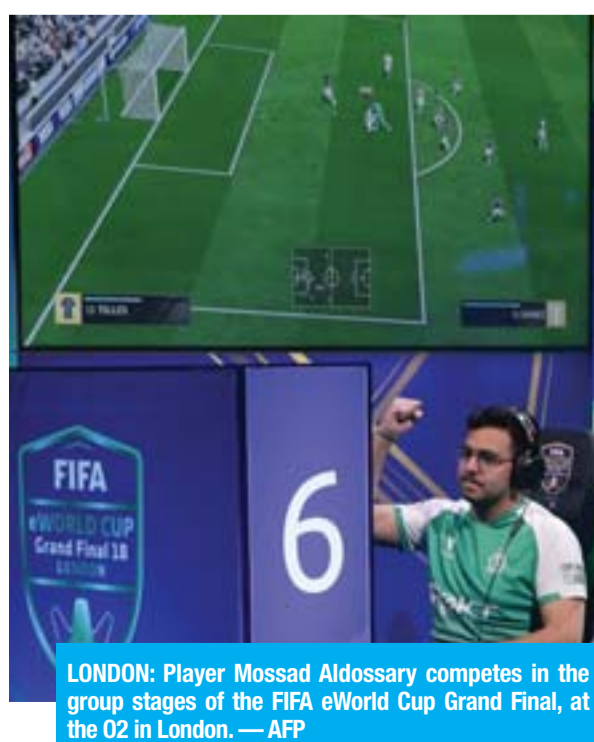 FIFA
eWORLD CUP
Grand Final 18
LONDON
6
LONDON: Player Mossad Aldossary competes in the
group stages of the FIFA eWorld Cup Grand Final, at
the O2 in London. — AFP